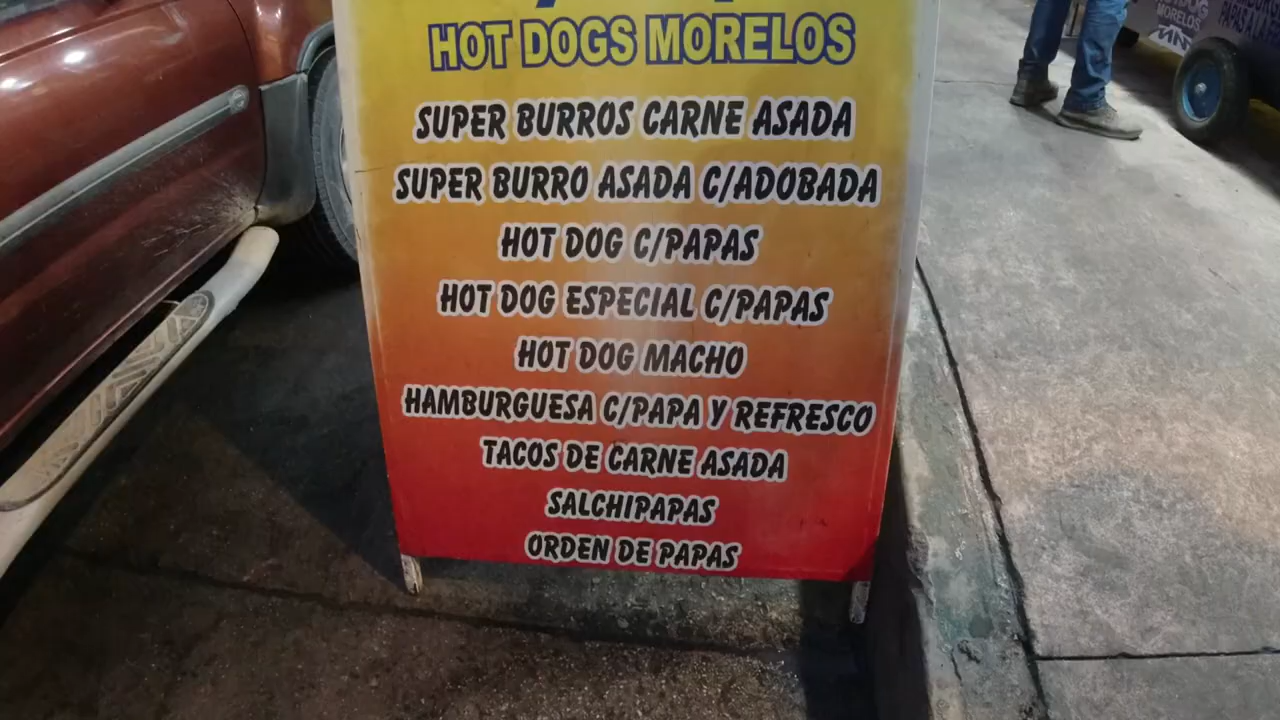 HOT DOGS MORELOS
SUPER BURROS CARNE ASADA
SUPER BURRO ASADA C/ADOBADA
HOT DOG C/PAPAS
HOT DOG ESPECIAL C/PAPAS
HOT DOG MACHO
HAMBURGUESA C/PAPA Y REFRESCO
TACOS DE CARNE ASADA
SALCHIPAPAS
ORDEN DE PAPAS
MORELOS